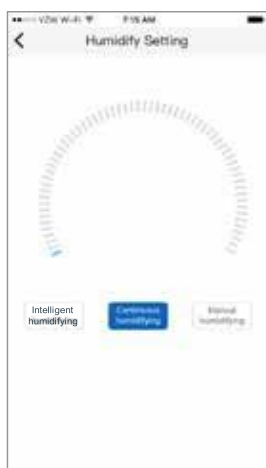 VZW Wi-Fi
7:15 AM
Humidify Setting
Intelligent
humidifying
Continuous
humidifying
Manual
humidifying